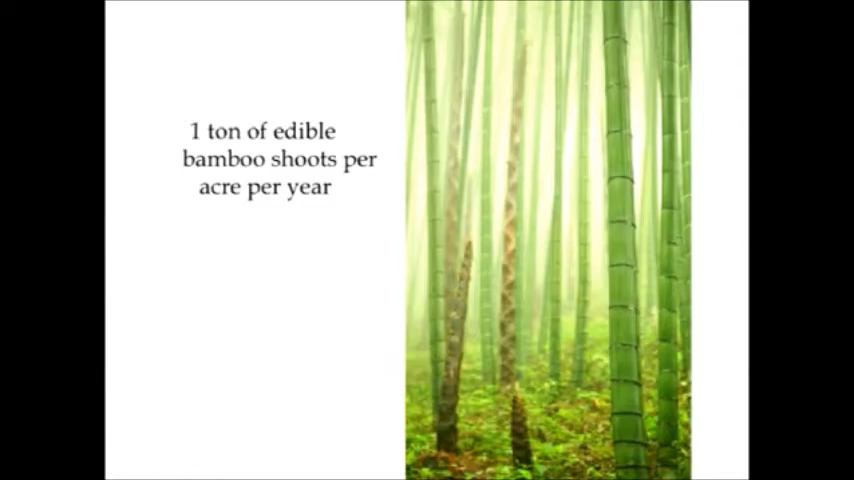 1 ton of edible
bamboo shoots per
acre per year